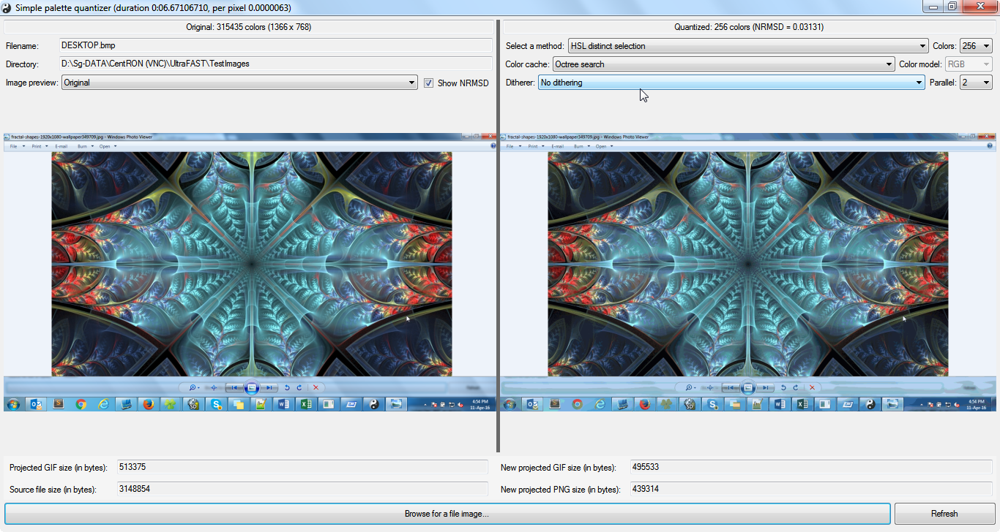 Simple palette quantizer (duration 0:06.67106710, per pixel 0.0000063)
Original: 315435 colors (1366 x 768)
Filename: DESKTOP.bmp
Directory: D:\Sg-DATA\CentRON (VNC)\UltraFAST\TestImages
Image preview: Original Show NRMSD
Quantized: 256 colors (NRMSD = 0.03131)
Select a method: HSL distinct selection Colors: 256
Color cache: Octree search Color model: RGB
Ditherer: No dithering Parallel: 2
fractal-shapes-1920x1080-wallpaper349709.jpg - Windows Photo Viewer
File Print E-mail Burn Open
4:54 PM
11-Apr-16
fractal-shapes-1920x1080-wallpaper349709.jpg - Windows Photo Viewer
File Print E-mail Burn Open
4:54 PM
11-Apr-16
Projected GIF size (in bytes): 513375
Source file size (in bytes): 3148854
New projected GIF size (in bytes): 495533
New projected PNG size (in bytes): 439314
Browse for a file image...
Refresh